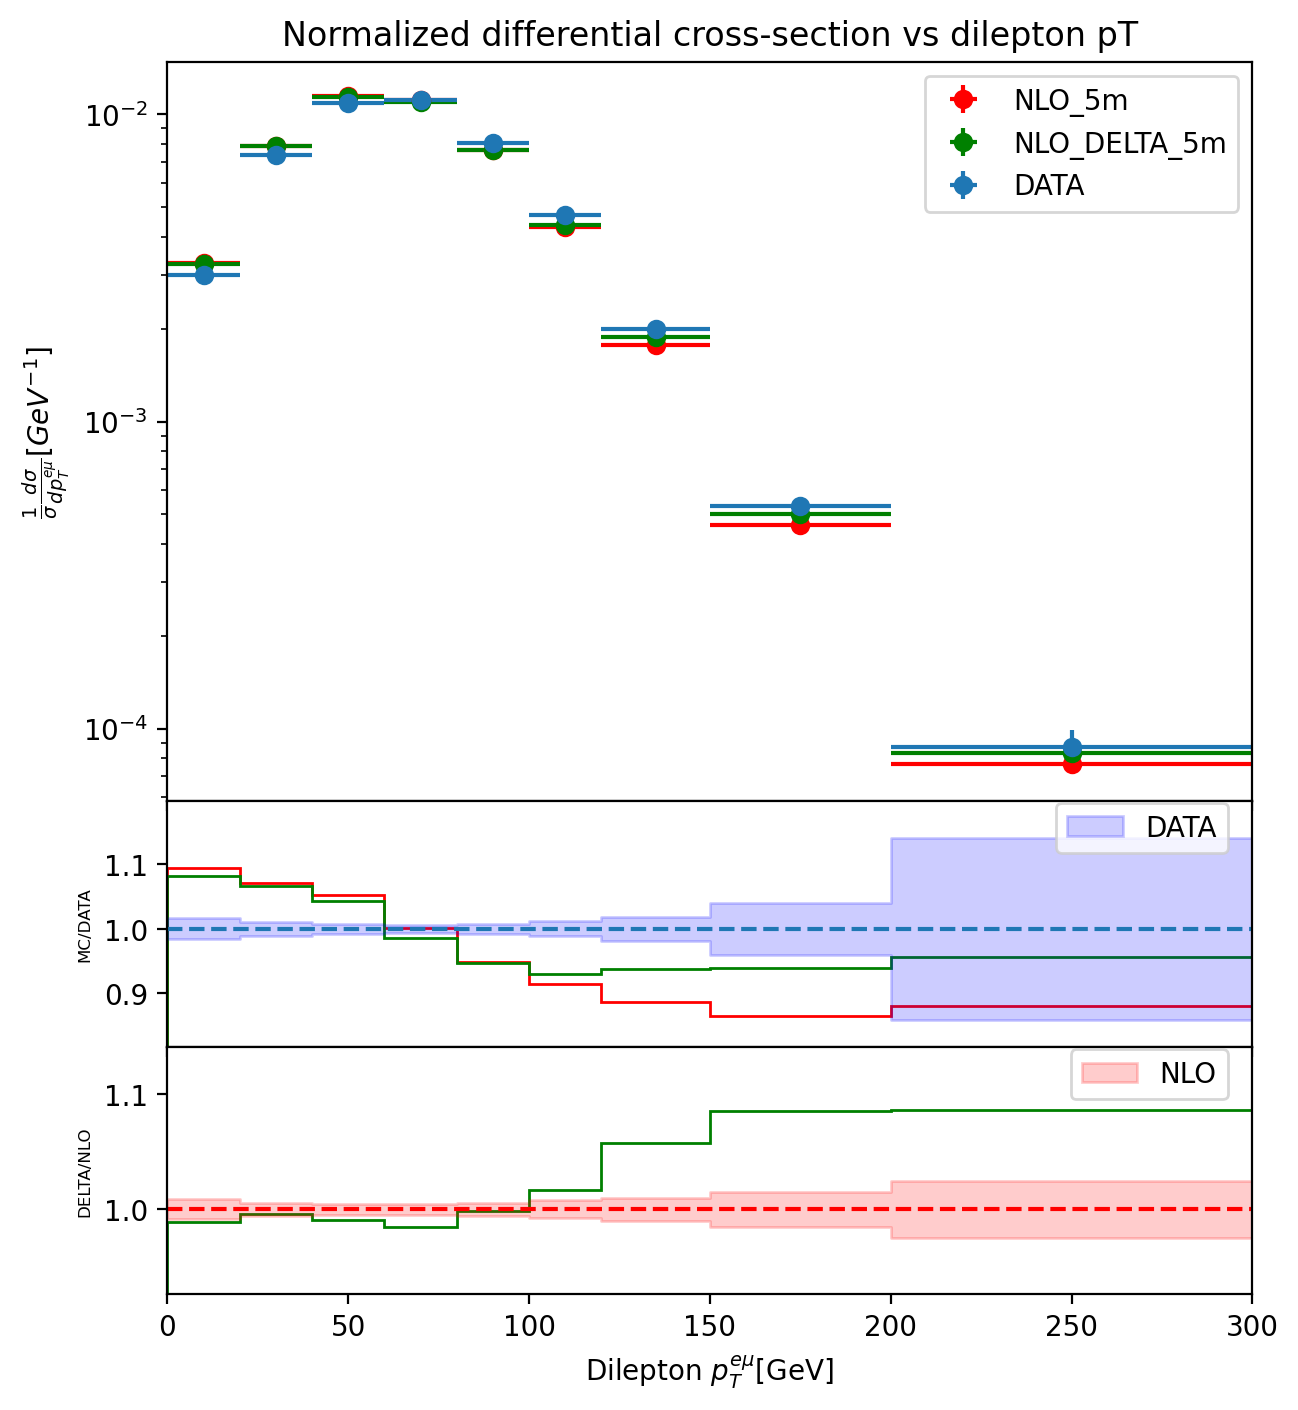 Normalized differential cross-section vs dilepton pT
NLO_5m
NLO_DELTA_5m
DATA
10⁻²
10⁻³
10⁻⁴
1/σ dσ/dp_T^{eμ} [GeV⁻¹]
DATA
1.1
1.0
0.9
MC/DATA
NLO
1.1
1.0
DELTA/NLO
0 50 100 150 200 250 300
Dilepton p_T^{eμ}[GeV]